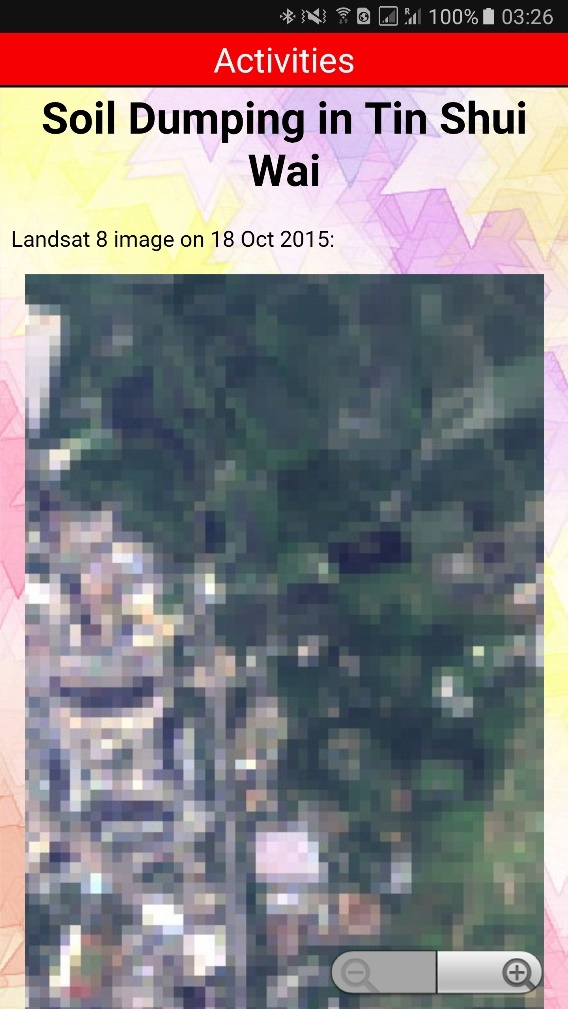 100% 03:26
Activities
Soil Dumping in Tin Shui
Wai
Landsat 8 image on 18 Oct 2015: